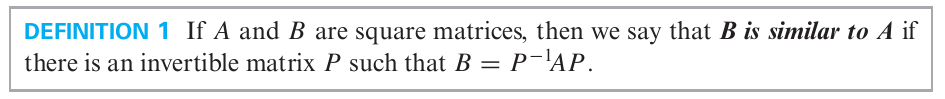 DEFINITION 1 If A and B are square matrices, then we say that B is similar to A if
there is an invertible matrix P such that B = P⁻¹AP.